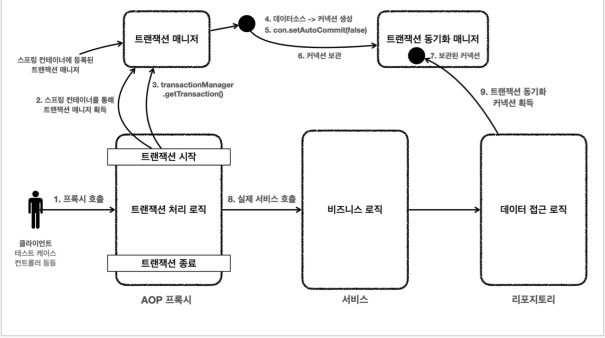 트랜잭션 매니저
4. 데이터소스 -> 커넥션 생성
5. con.setAutoCommit(false)
트랜잭션 동기화 매니저
7. 보관된 커넥션
6. 커넥션 보관
스프링 컨테이너에 등록된
트랜잭션 매니저
2. 스프링 컨테이너를 통해
트랜잭션 매니저 획득
3. transactionManager
.getTransaction()
9. 트랜잭션 동기화
커넥션 획득
트랜잭션 시작
1. 프록시 호출
트랜잭션 처리 로직
8. 실제 서비스 호출
비즈니스 로직
데이터 접근 로직
클라이언트
테스트 케이스
컨트롤러 등등
트랜잭션 종료
AOP 프록시
서비스
리포지토리